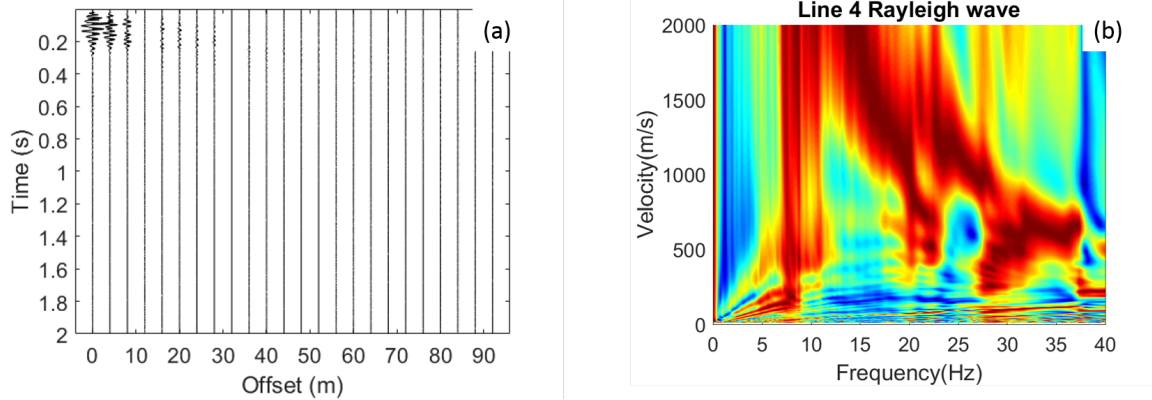 (a)
0.2
0.4
0.6
0.8
1
1.2
1.4
1.6
1.8
2
Time (s)
0 10 20 30 40 50 60 70 80 90
Offset (m)
Line 4 Rayleigh wave
(b)
2000
1500
1000
500
0
Velocity(m/s)
0 5 10 15 20 25 30 35 40
Frequency(Hz)